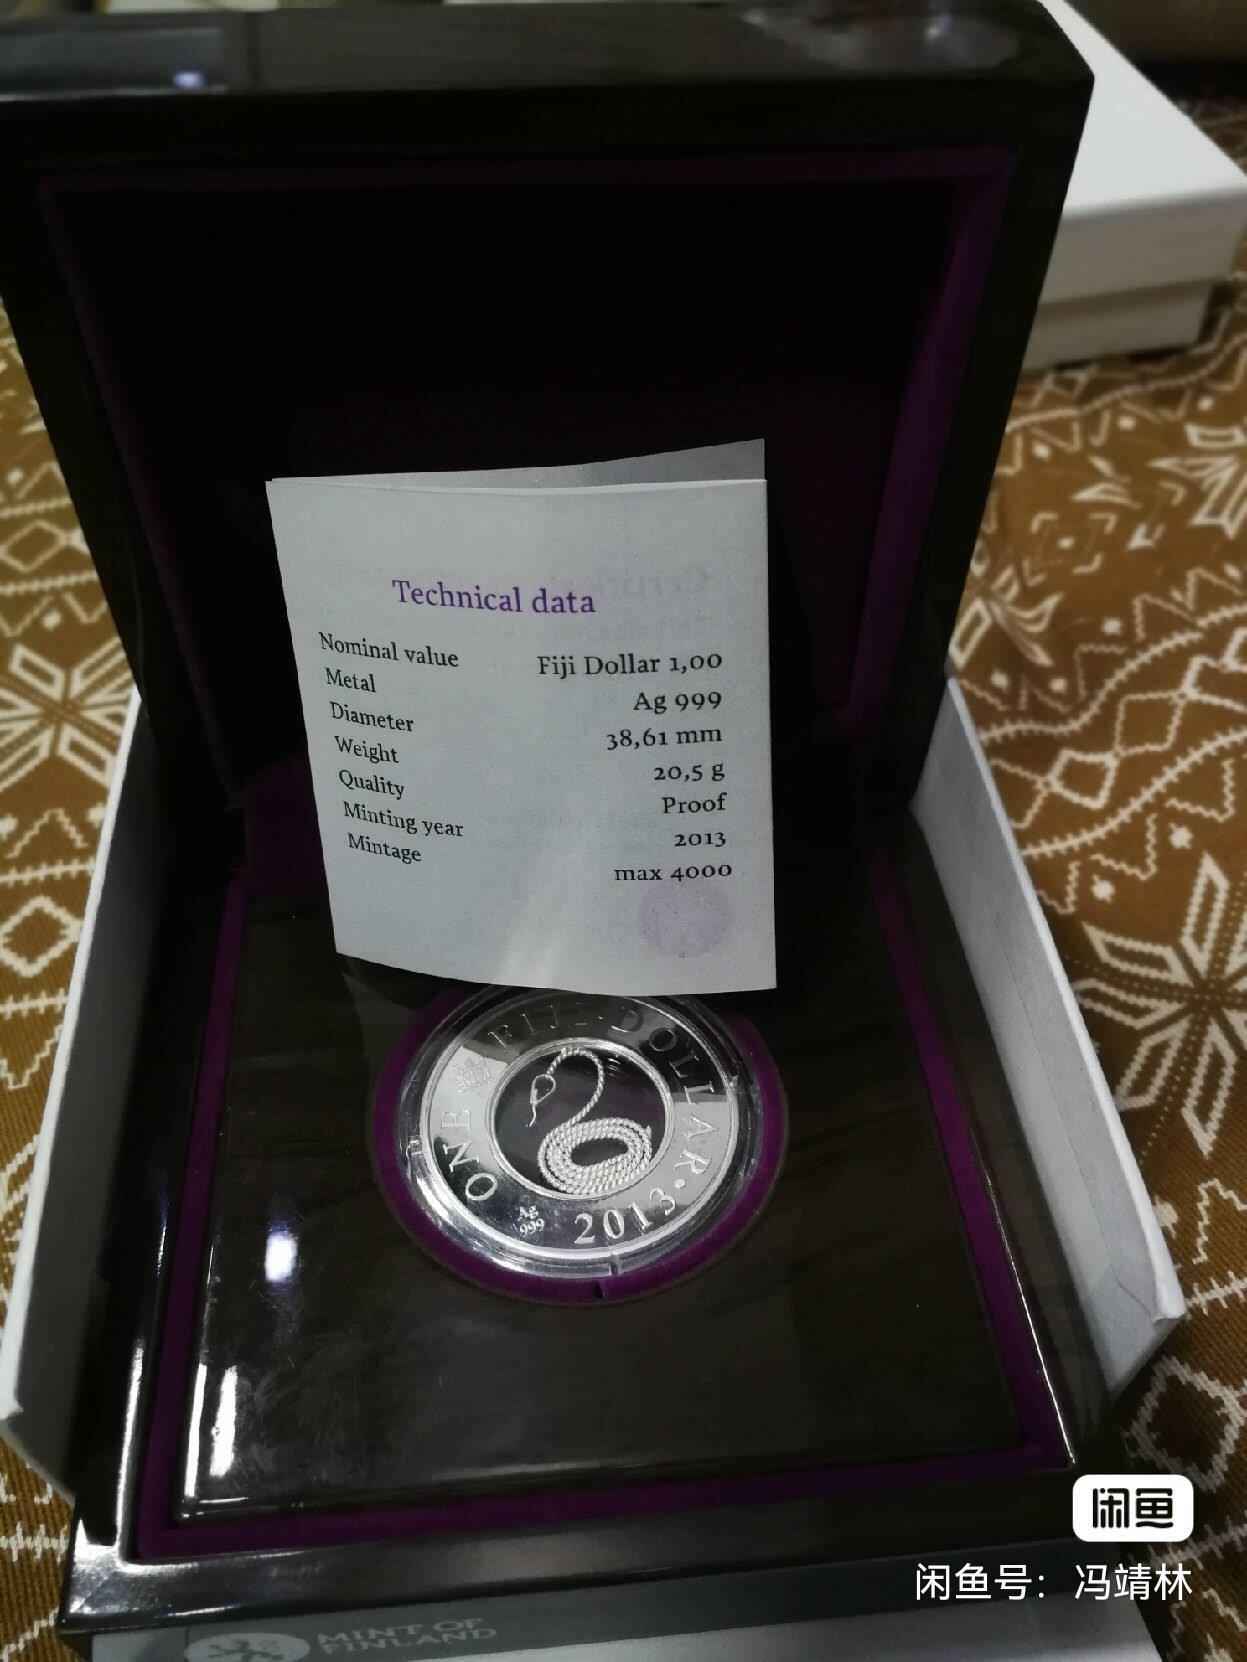 Technical data
Nominal value Fiji Dollar 1,00
Metal Ag 999
Diameter 38,61 mm
Weight 20,5 g
Quality Proof
Minting year 2013
Mintage max 4000
ONE FIJI DOLLAR • 2013
Ag
999
闲鱼
闲鱼号：冯靖林
MINT OF
FINLAND